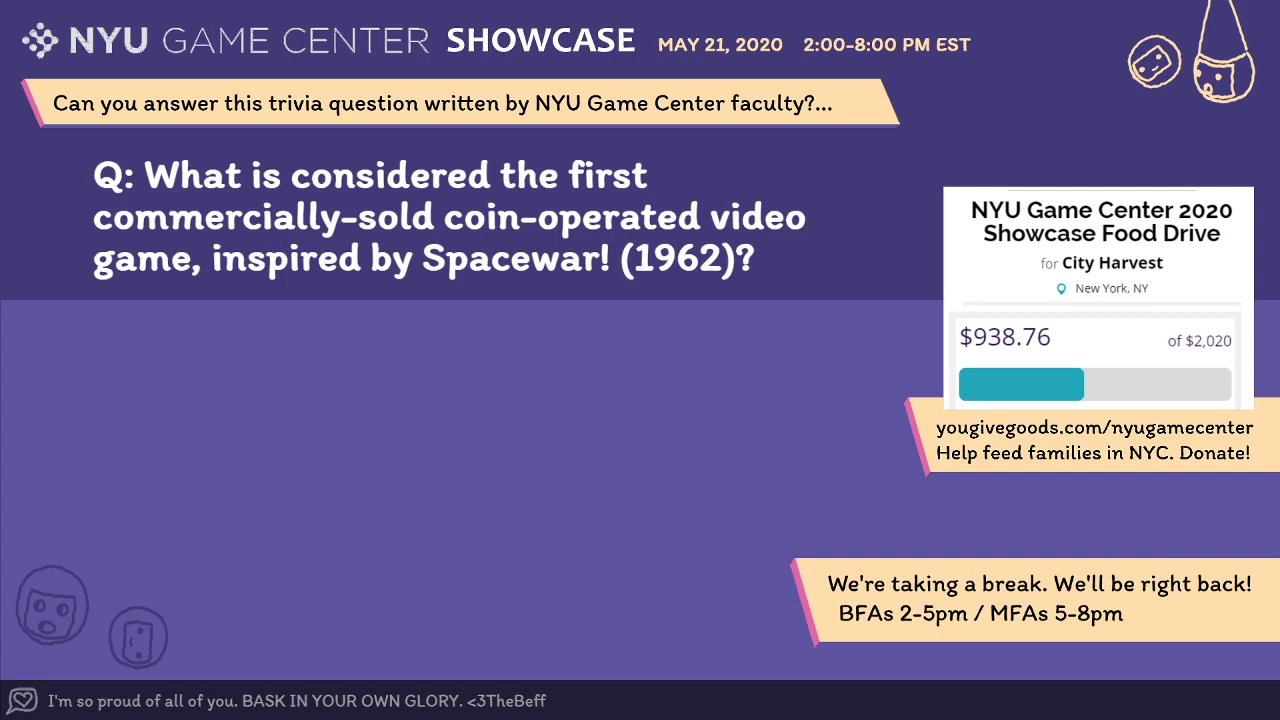 NYU GAME CENTER SHOWCASE MAY 21, 2020 2:00-8:00 PM EST
Can you answer this trivia question written by NYU Game Center faculty?...
Q: What is considered the first
commercially-sold coin-operated video
game, inspired by Spacewar! (1962)?
NYU Game Center 2020
Showcase Food Drive
for City Harvest
New York, NY
$938.76 of $2,020
yougivegoods.com/nyugamecenter
Help feed families in NYC. Donate!
We're taking a break. We'll be right back!
BFAs 2-5pm / MFAs 5-8pm
I'm so proud of all of you. BASK IN YOUR OWN GLORY. <3TheBeff